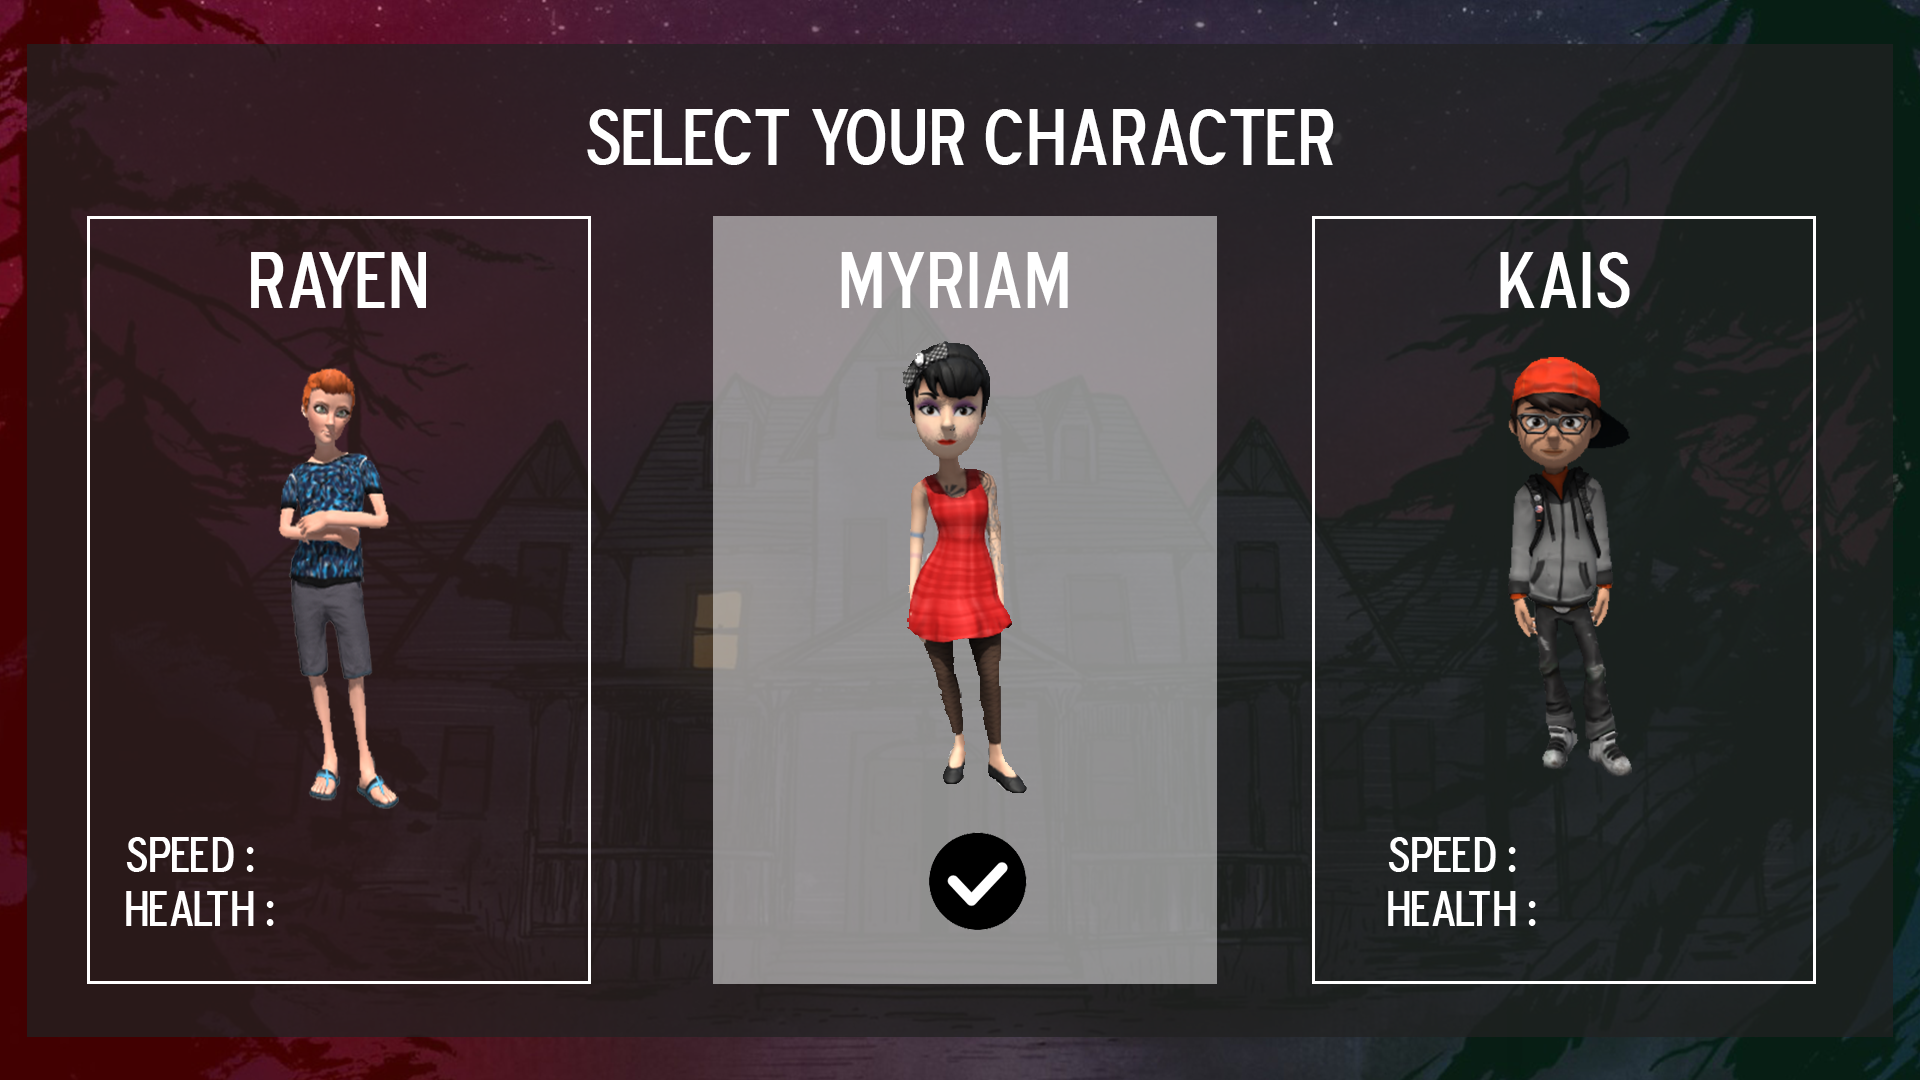 SELECT YOUR CHARACTER
RAYEN
MYRIAM
KAIS
SPEED :
HEALTH :
SPEED :
HEALTH :